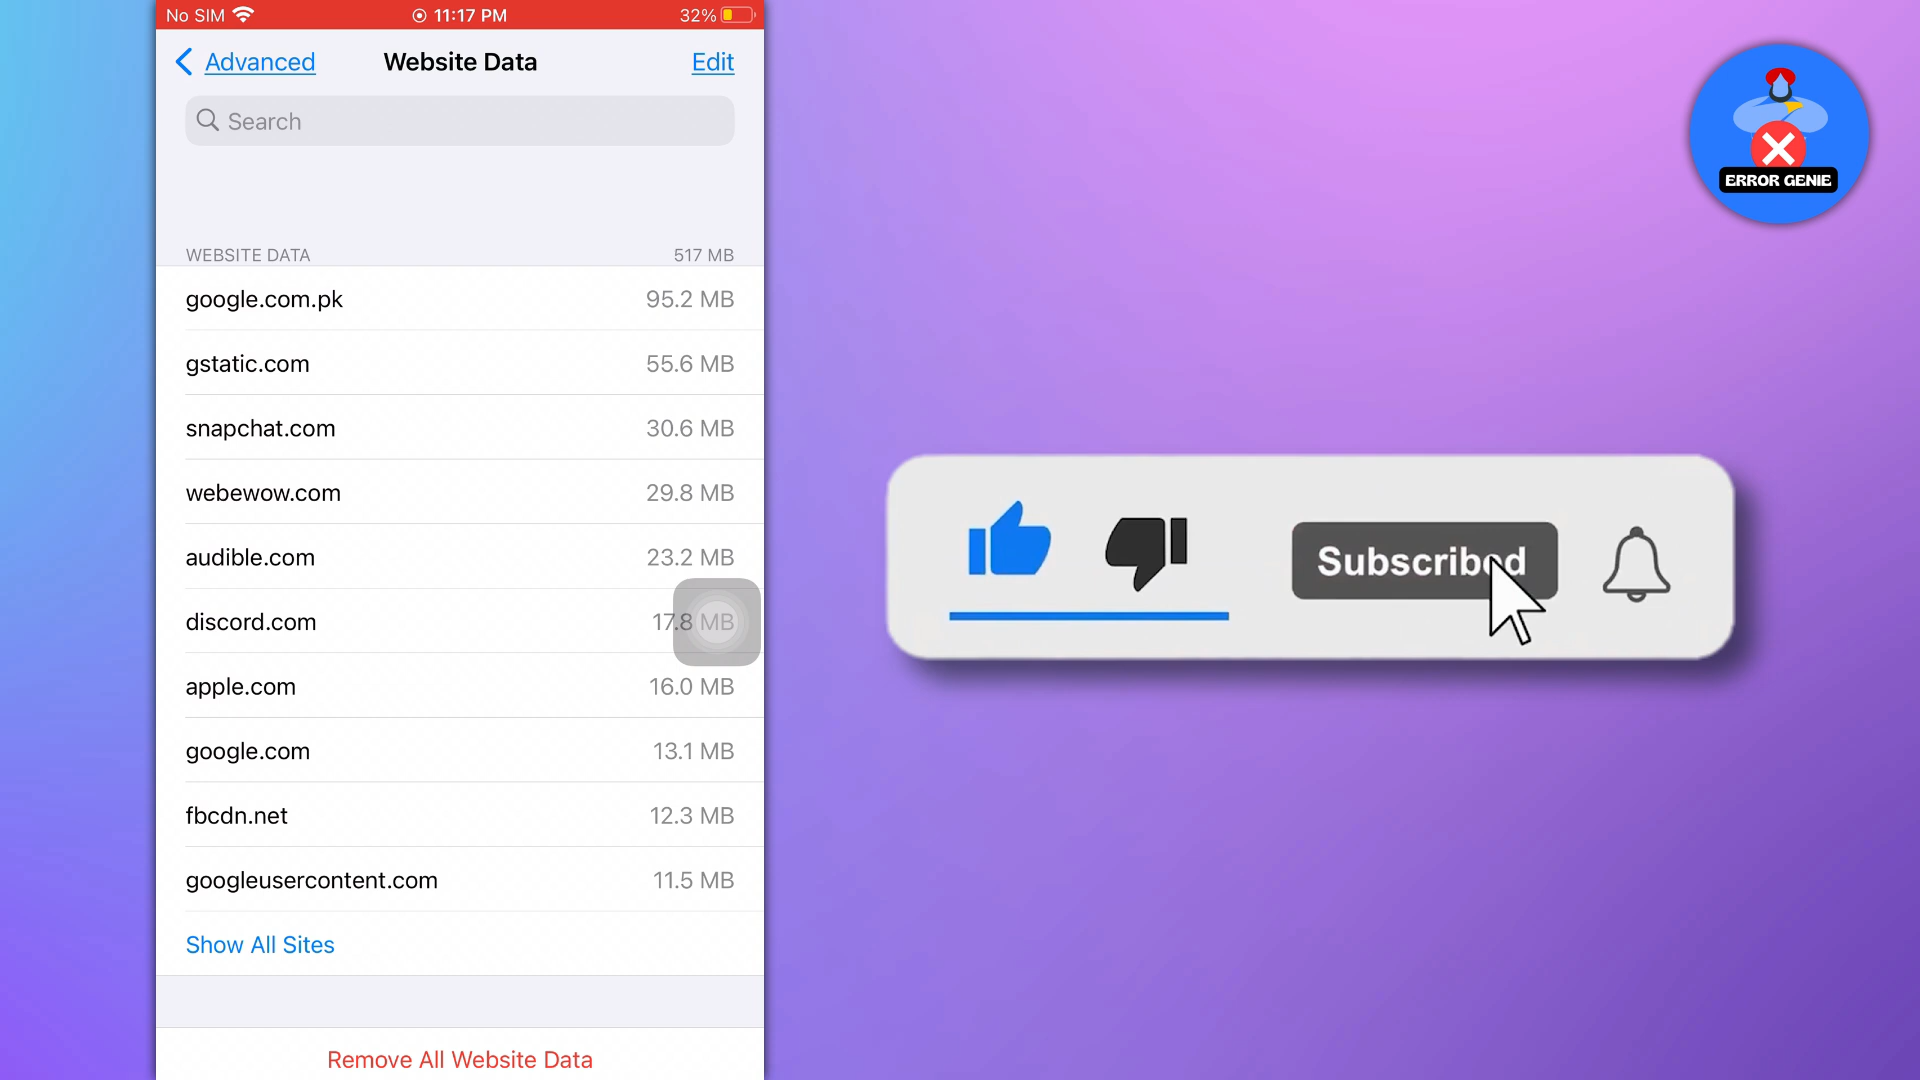 No SIM 11:17 PM 32%
Advanced Website Data Edit
Search
WEBSITE DATA 517 MB
google.com.pk 95.2 MB
gstatic.com 55.6 MB
snapchat.com 30.6 MB
webewow.com 29.8 MB
audible.com 23.2 MB
discord.com 17.8 MB
apple.com 16.0 MB
google.com 13.1 MB
fbcdn.net 12.3 MB
googleusercontent.com 11.5 MB
Show All Sites
Remove All Website Data
ERROR GENIE
Subscribed